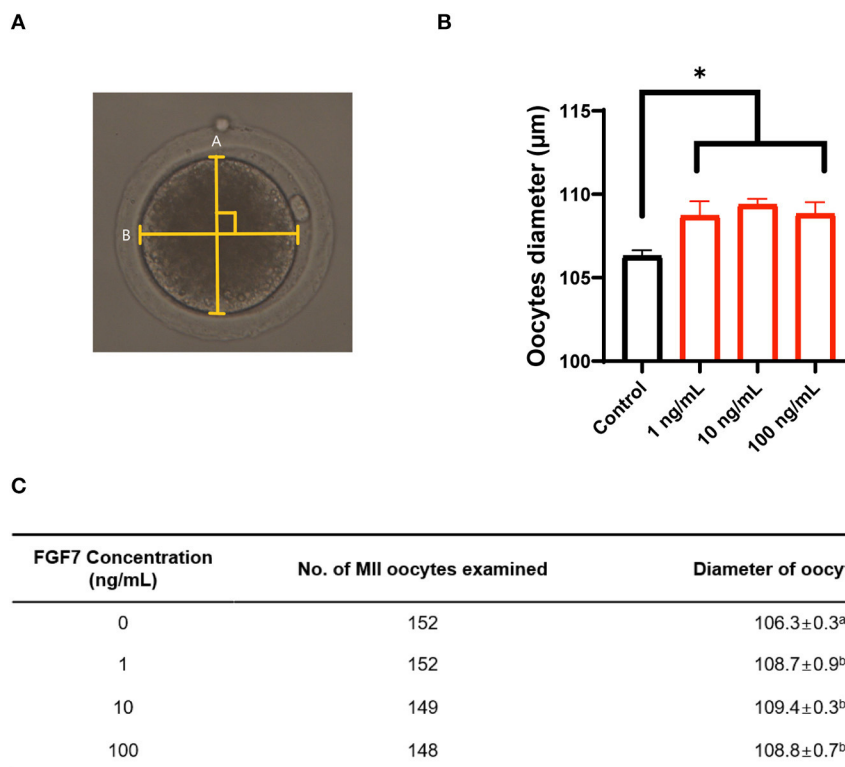 A
B
A
B
*
Oocytes diameter (μm)
115
110
105
100
Control
1 ng/mL
10 ng/mL
100 ng/mL
C
FGF7 Concentration
(ng/mL)
No. of MII oocytes examined
Diameter of
0 152 106.3±0.3ᵃ
1 152 108.7±0.9ᵇ
10 149 109.4±0.3ᵇ
100 148 108.8±0.7ᵇ